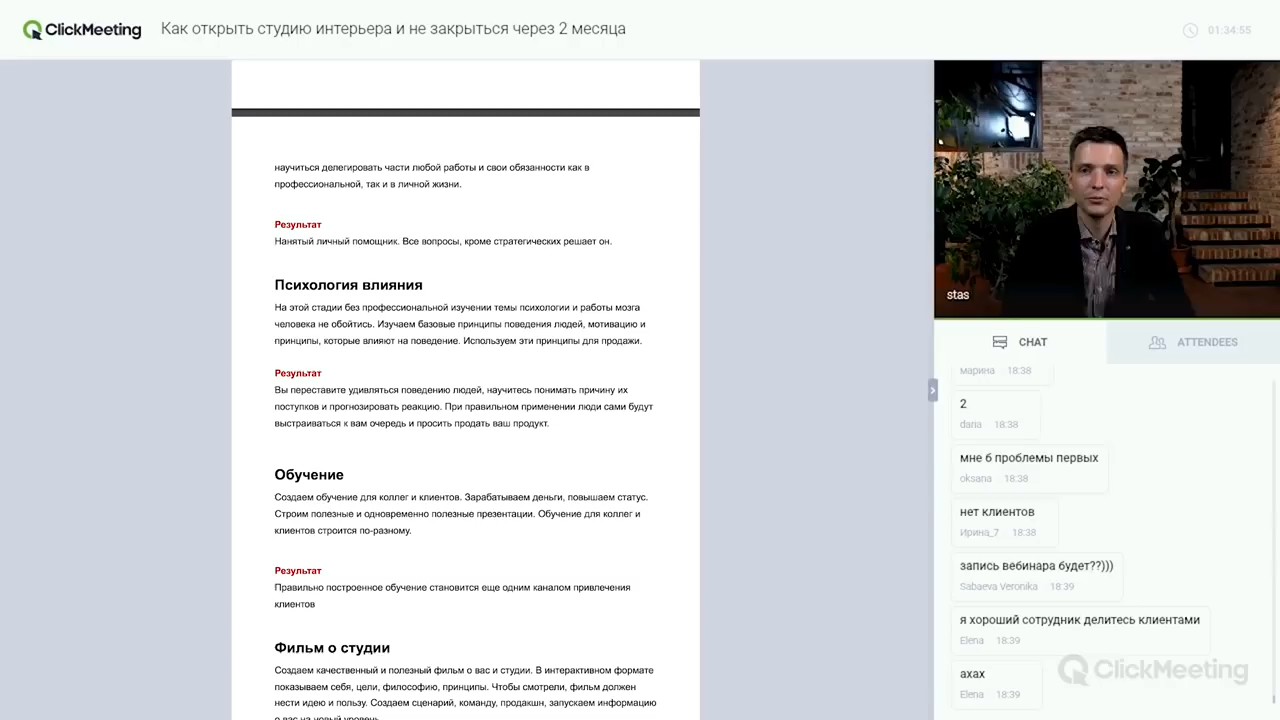 ClickMeeting
Как открыть студию интерьера и не закрыться через 2 месяца
01:34:55
научиться делегировать части любой работы и свои обязанности как в
профессиональной, так и в личной жизни.
Результат
Нанятый личный помощник. Все вопросы, кроме стратегических решает он.
Психология влияния
На этой стадии без профессиональной изучении темы психологии и работы мозга
человека не обойтись. Изучаем базовые принципы поведения людей, мотивацию и
принципы, которые влияют на поведение. Используем эти принципы для продажи.
Результат
Вы переставите удивляться поведению людей, научитесь понимать причину их
поступков и прогнозировать реакцию. При правильном применении люди сами будут
выстраиваться к вам очередь и просить продать ваш продукт.
Обучение
Создаем обучение для коллег и клиентов. Зарабатываем деньги, повышаем статус.
Строим полезные и одновременно полезные презентации. Обучение для коллег и
клиентов строится по-разному.
Результат
Правильно построенное обучение становится еще одним каналом привлечения
клиентов
Фильм о студии
Создаем качественный и полезный фильм о вас и студии. В интерактивном формате
показываем себя, цели, философию, принципы. Чтобы смотрели, фильм должен
нести идею и пользу. Создаем сценарий, команду, продакшн, запускаем информацию
о вас на новый уровень.
stas
CHAT
ATTENDEES
марина 18:38
2
daria 18:38
мне 6 проблемы первых
oksana 18:38
нет клиентов
Ирина_7 18:38
запись вебинара будет??)))
Sabaeva Veronika 18:39
я хороший сотрудник делитесь клиентами
Elena 18:39
ахах
Elena 18:39
ClickMeeting